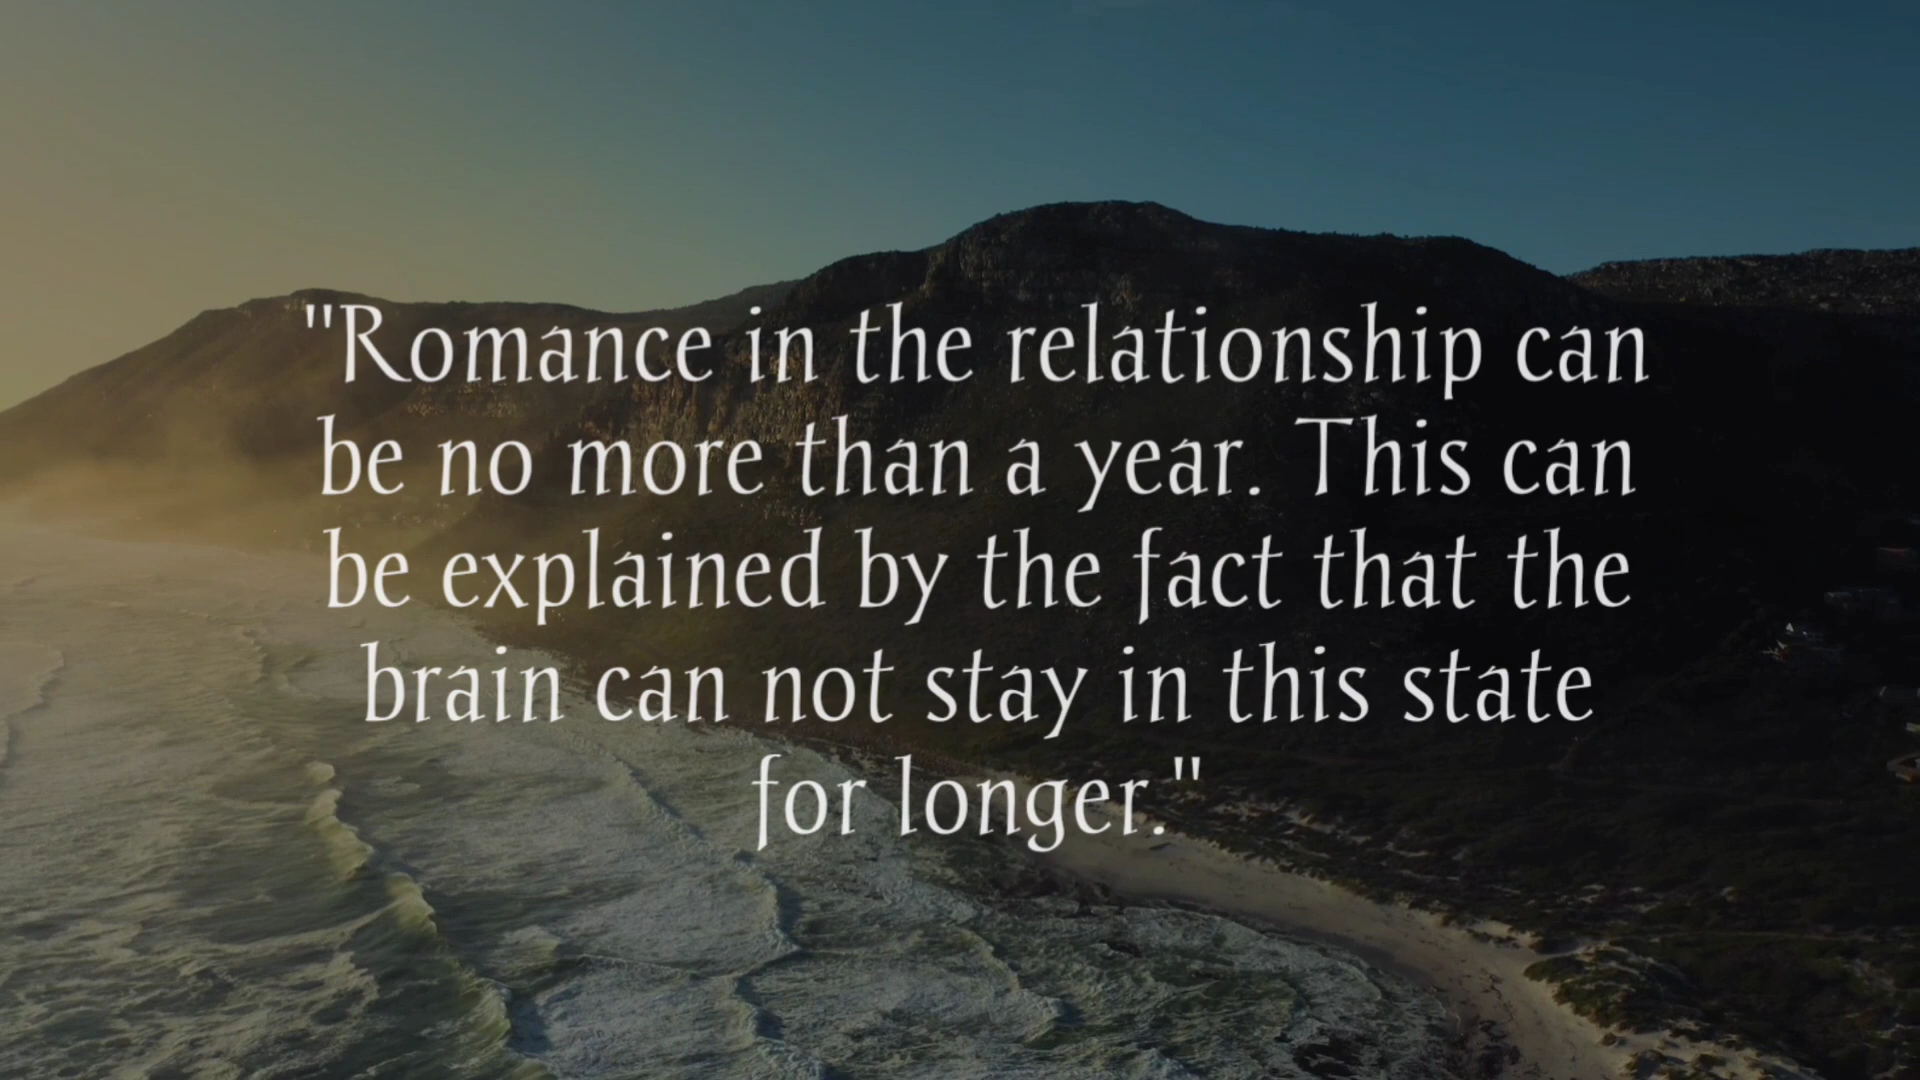 "Romance in the relationship can
be no more than a year. This can
be explained by the fact that the
brain can not stay in this state
for longer."